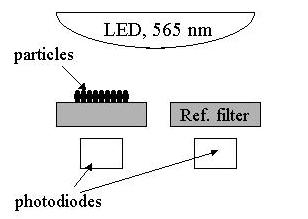 LED, 565 nm
particles
Ref. filter
photodiodes